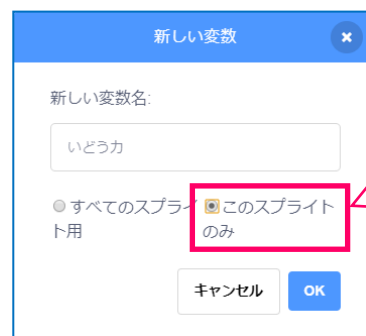 新しい変数
新しい変数名:
いどう力
すべてのスプライ
ト用
このスプライト
のみ
キャンセル
OK